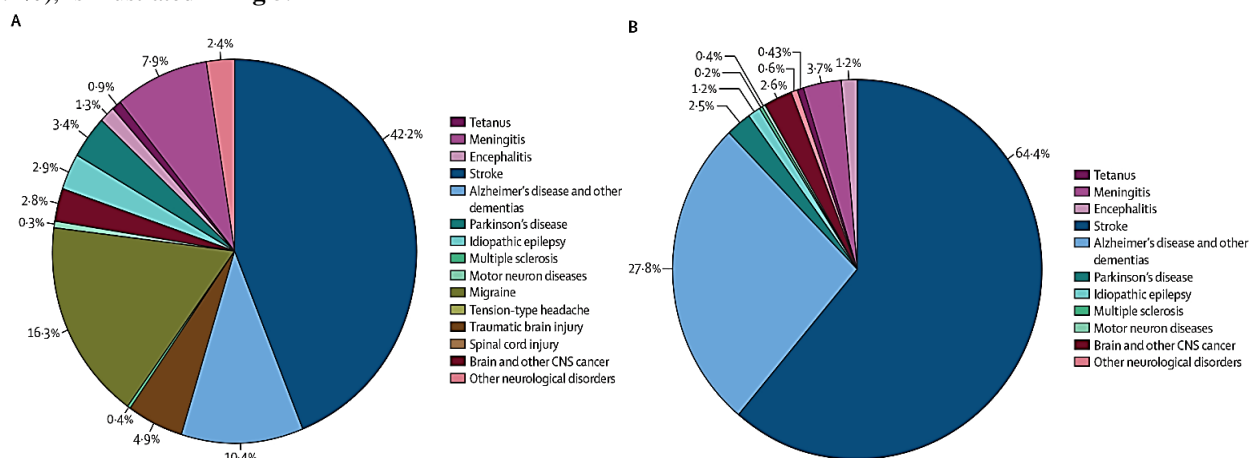 A
2·4%
7·9%
0·9%
1·3%
3·4%
2·9%
2·8%
0·3%
16·3%
0·4%
4·9%
10·4%
42·2%
Tetanus
Meningitis
Encephalitis
Stroke
Alzheimer's disease and other
dementias
Parkinson's disease
Idiopathic epilepsy
Multiple sclerosis
Motor neuron diseases
Migraine
Tension-type headache
Traumatic brain injury
Spinal cord injury
Brain and other CNS cancer
Other neurological disorders
B
0·43%
0·4%
0·6%
3·7%
1·2%
0·2%
2·6%
1·2%
2·5%
27·8%
64·4%
Tetanus
Meningitis
Encephalitis
Stroke
Alzheimer's disease and other
dementias
Parkinson's disease
Idiopathic epilepsy
Multiple sclerosis
Motor neuron diseases
Brain and other CNS cancer
Other neurological disorders